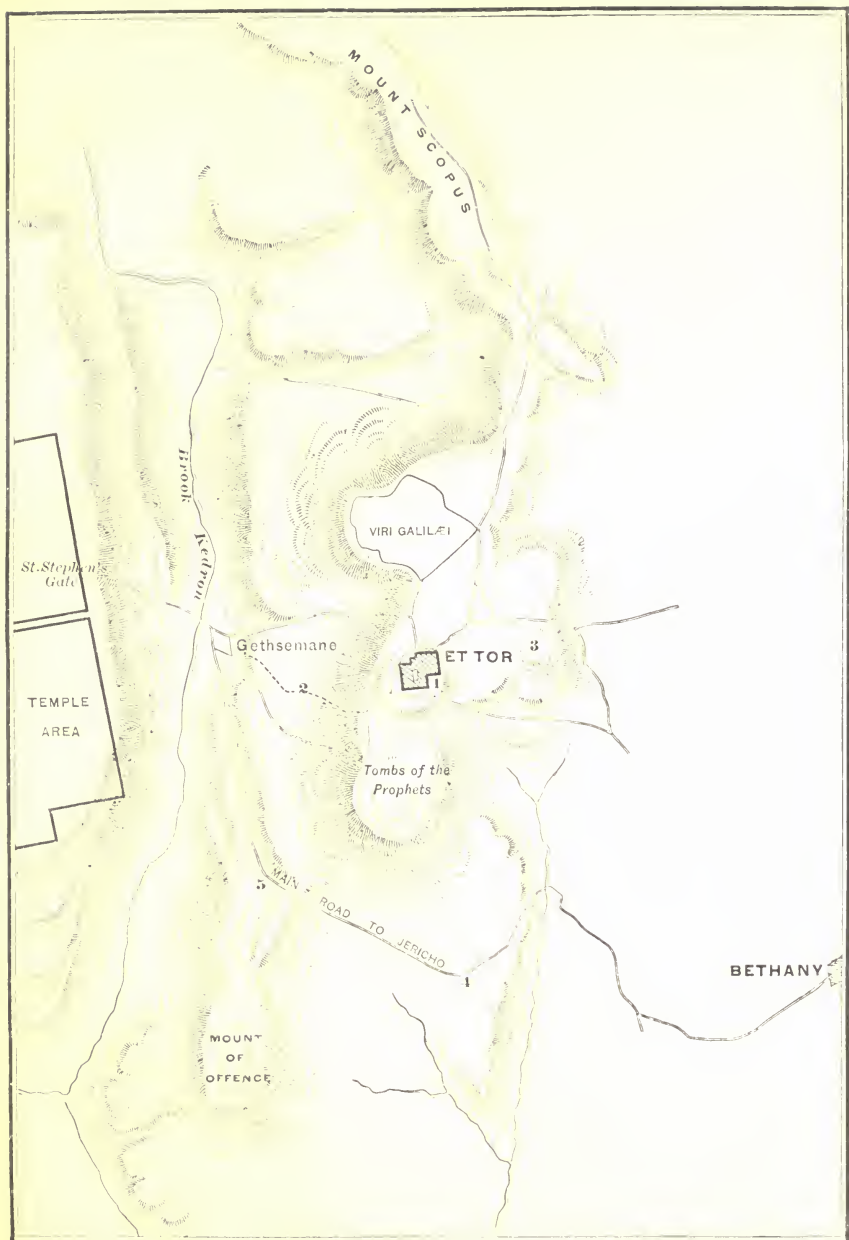 MOUNT SCOPUS
Brook Kedron
VIRI GALILÆI
St. Stephen's
Gate
Gethsemane
ET TOR
3
1
2
TEMPLE
AREA
Tombs of the
Prophets
5
MAIN ROAD TO JERICHO
4
BETHANY
MOUNT
OF
OFFENCE